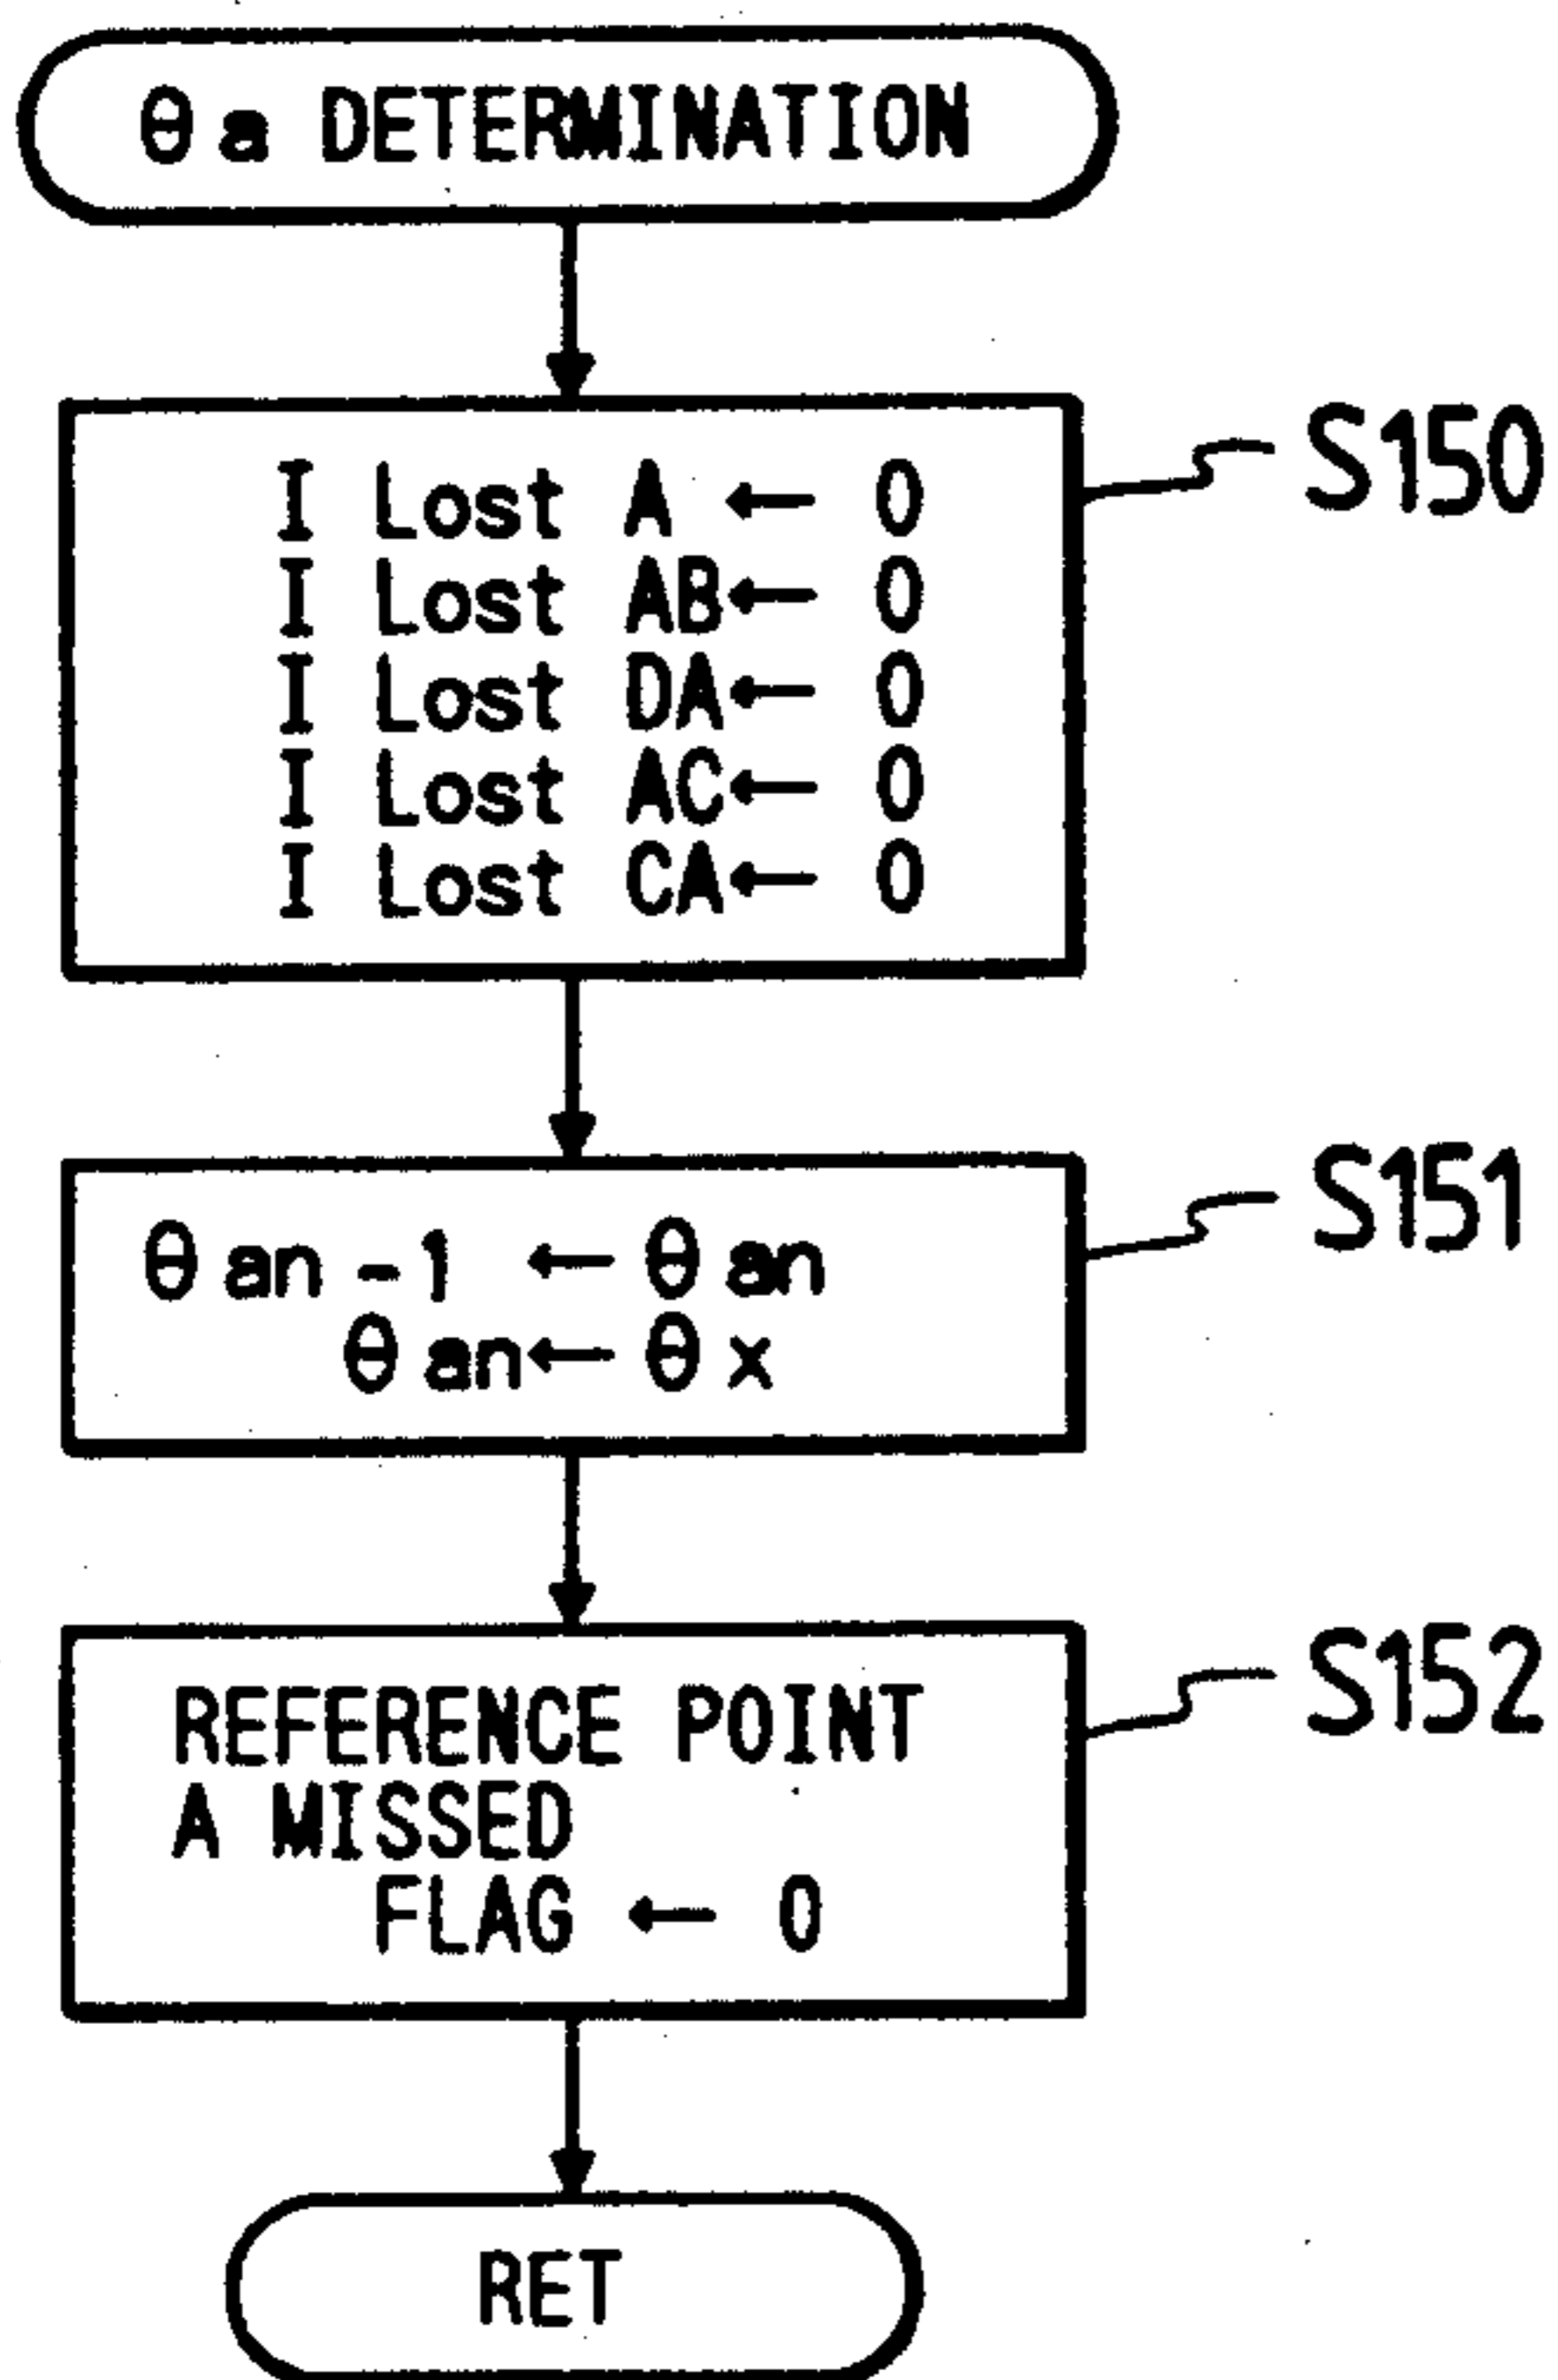 θa DETERMINATION
I Lost A ← 0
S150
I Lost AB ← 0
I Lost DA ← 0
I Lost AC ← 0
I Lost CA ← 0
θan-1 ← θan
S151
θan ← θx
REFERENCE POINT
S152
A MISSED
FLAG ← 0
RET